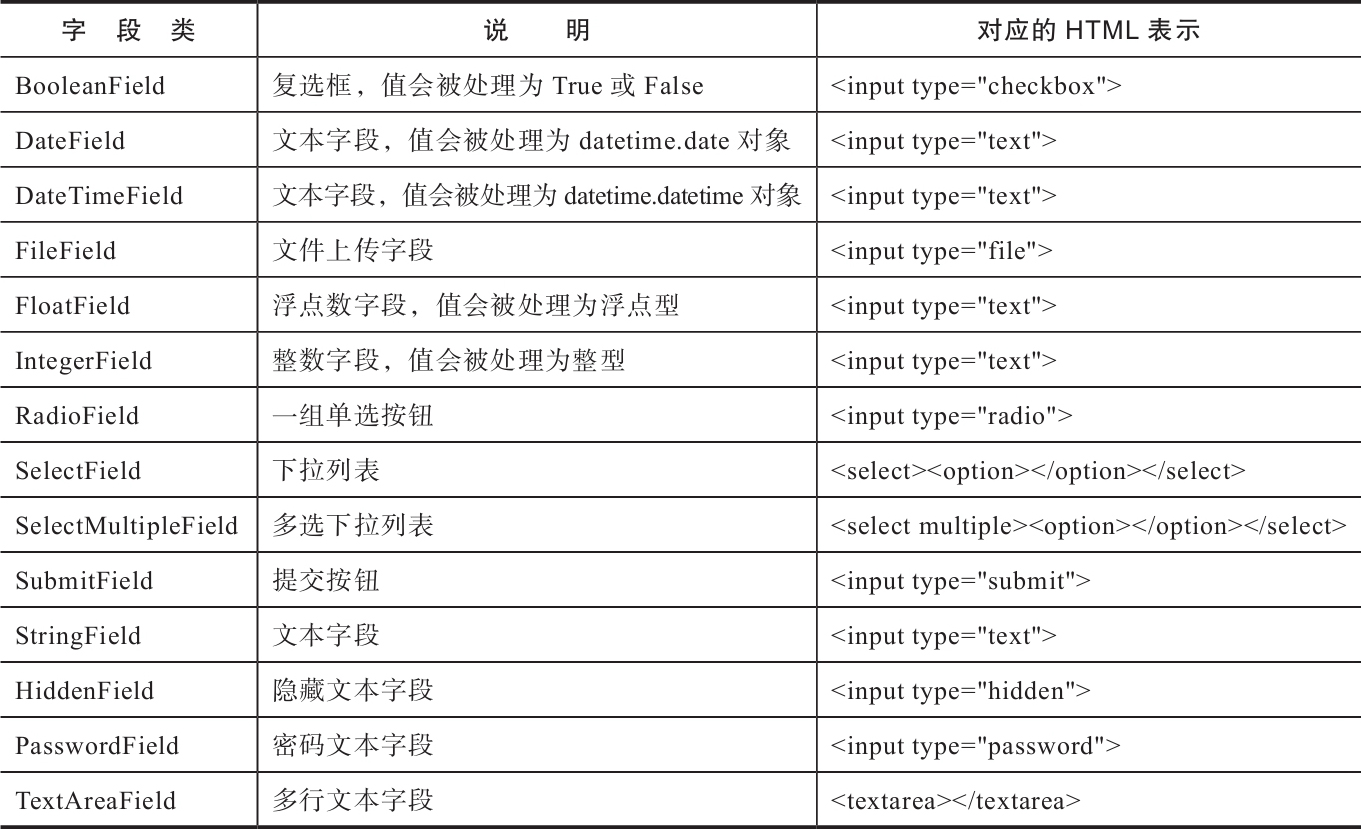 字 段 类 说 明 对应的 HTML 表示
BooleanField 复选框，值会被处理为 True 或 False <input type="checkbox">
DateField 文本字段，值会被处理为 datetime.date 对象 <input type="text">
DateTimeField 文本字段，值会被处理为 datetime.datetime 对象 <input type="text">
FileField 文件上传字段 <input type="file">
FloatField 浮点数字段，值会被处理为浮点型 <input type="text">
IntegerField 整数字段，值会被处理为整型 <input type="text">
RadioField 一组单选按钮 <input type="radio">
SelectField 下拉列表 <select><option></option></select>
SelectMultipleField 多选下拉列表 <select multiple><option></option></select>
SubmitField 提交按钮 <input type="submit">
StringField 文本字段 <input type="text">
HiddenField 隐藏文本字段 <input type="hidden">
PasswordField 密码文本字段 <input type="password">
TextAreaField 多行文本字段 <textarea></textarea>